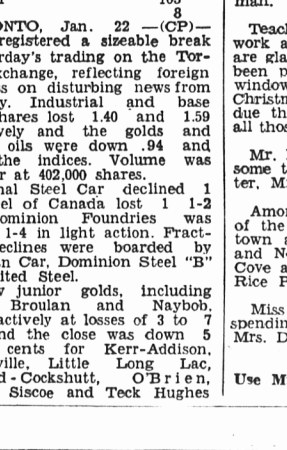 8
ONTO, Jan. 22 —(CP)—
registered a sizeable break
rday's trading on the Tor-
xchange, reflecting foreign
s on disturbing news from
y. Industrial and base
hares lost 1.40 and 1.59
vely and the golds and
oils were down .94 and
the indices. Volume was
r at 402,000 shares.
nal Steel Car declined 1
el of Canada lost 1 1-2
ominion Foundries was
1-4 in light action. Fract-
eclines were boarded by
n Car, Dominion Steel "B"
ited Steel.
w junior golds, including
Broulan and Naybob,
actively at losses of 3 to 7
nd the close was down 5
cents for Kerr-Addison,
ville, Little Long Lac,
d-Cockshutt, O'Brien,
Siscoe and Teck Hughes
man.
Teac
work a
are gla
been p
window
Christm
due th
all thos
Mr.
some t
ter, M
Amo
of the
town a
and N
Cove a
Rice P
Miss
spendin
Mrs. D
Use M